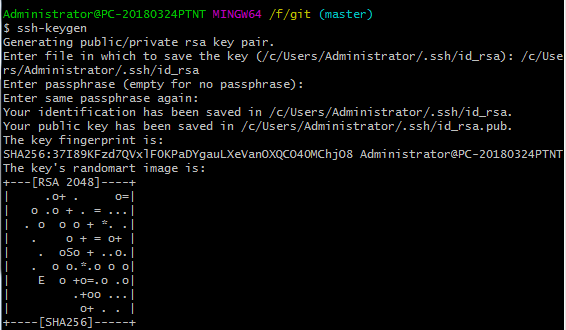 Administrator@PC-20180324PTNT MINGW64 /f/git (master)
$ ssh-keygen
Generating public/private rsa key pair.
Enter file in which to save the key (/c/Users/Administrator/.ssh/id_rsa): /c/Use
rs/Administrator/.ssh/id_rsa
Enter passphrase (empty for no passphrase):
Enter same passphrase again:
Your identification has been saved in /c/Users/Administrator/.ssh/id_rsa.
Your public key has been saved in /c/Users/Administrator/.ssh/id_rsa.pub.
The key fingerprint is:
SHA256:37I89KFzd7QVxlF0KPaDYgauLXeVanOXQCO40MChjO8 Administrator@PC-20180324PTNT
The key's randomart image is:
+---[RSA 2048]----+
|     .o+ .     o=|
|   o .o + . = ...|
|  . o  o o + *. .|
|   .    o + = o+ |
|    .  oSo + ..o.|
|   .  o o.*.o o o|
|    E  o +o=.o .o|
|         .+oo ...|
|          o+ . . |
+----[SHA256]-----+